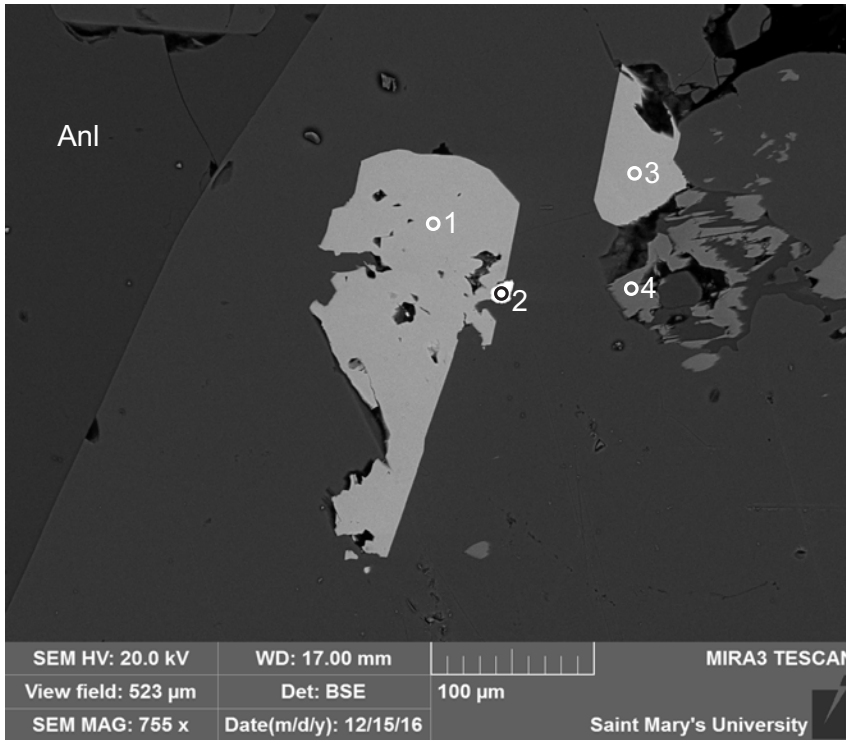 Anl
1
2
3
4
SEM HV: 20.0 kV
WD: 17.00 mm
MIRA3 TESCAN
View field: 523 µm
Det: BSE
100 µm
SEM MAG: 755 x
Date(m/d/y): 12/15/16
Saint Mary's University